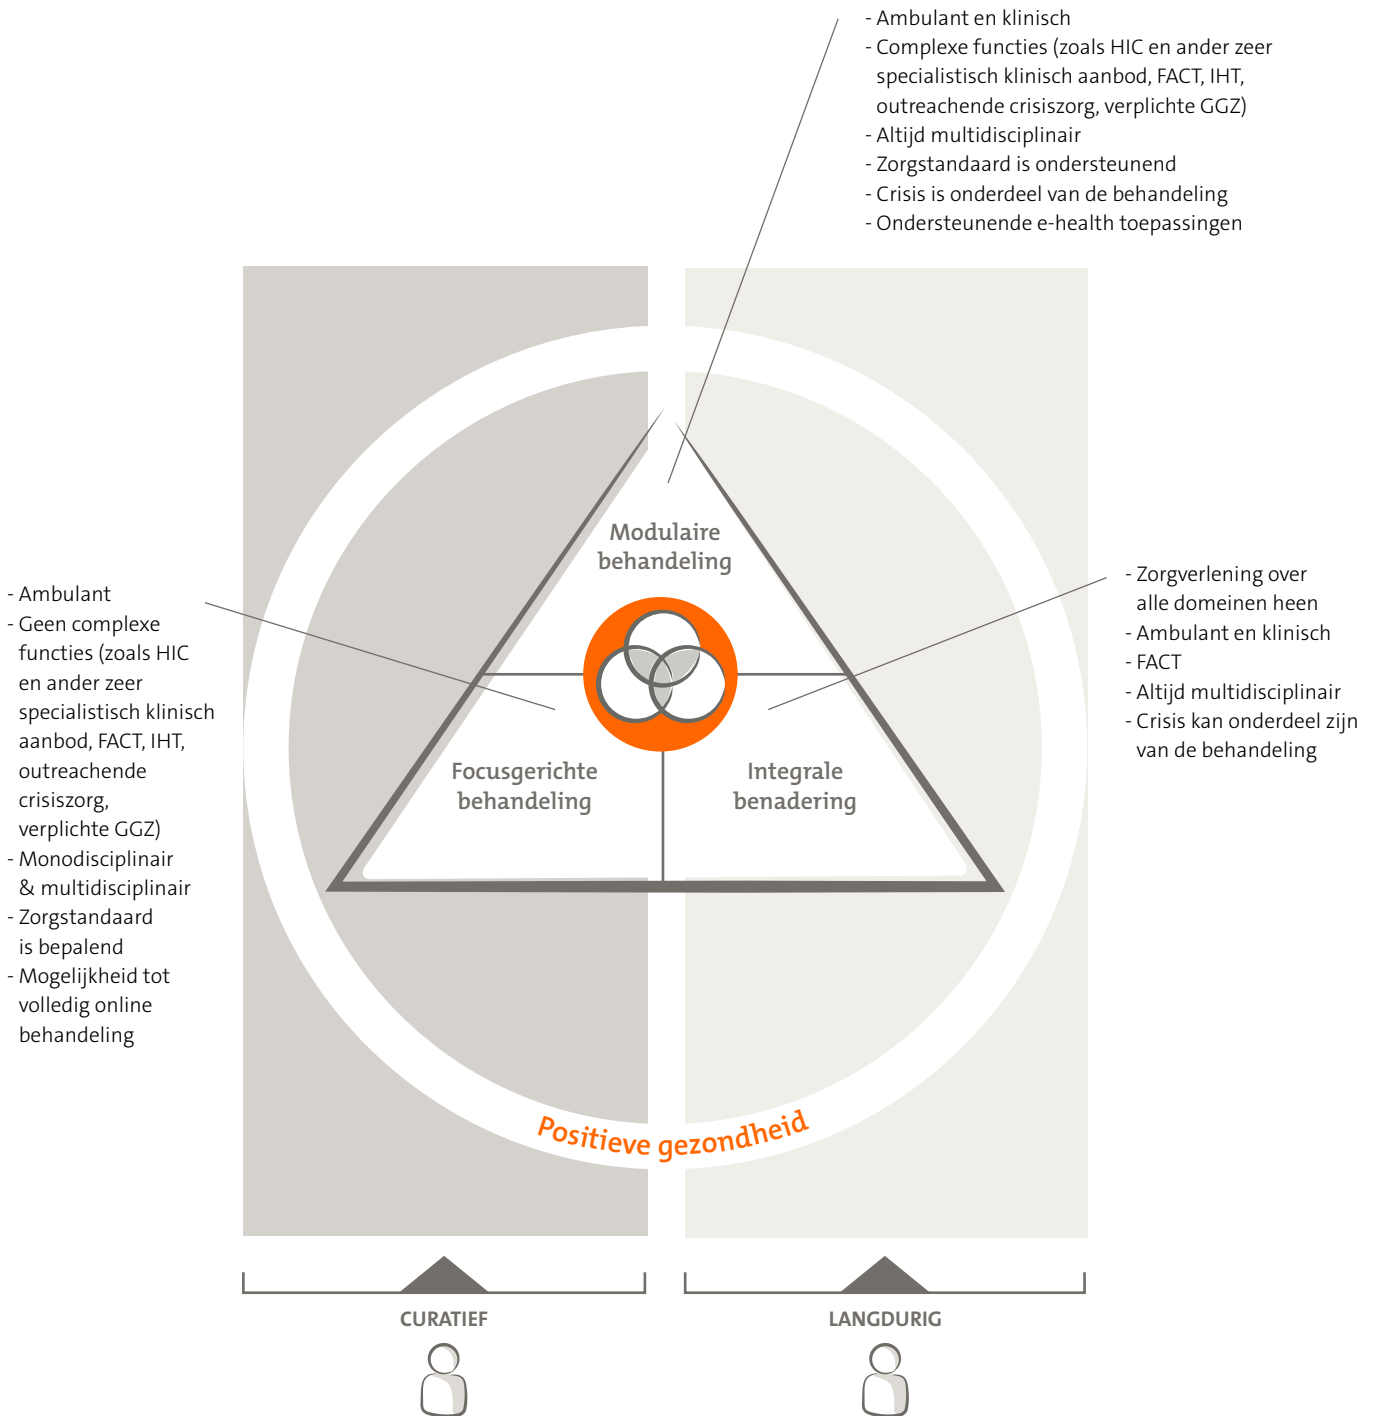 - Ambulant en klinisch
- Complexe functies (zoals HIC en ander zeer
specialistisch klinisch aanbod, FACT, IHT,
outreachende crisiszorg, verplichte GGZ)
- Altijd multidisciplinair
- Zorgstandaard is ondersteunend
- Crisis is onderdeel van de behandeling
- Ondersteunende e-health toepassingen
Modulaire
behandeling
- Ambulant
- Geen complexe
functies (zoals HIC
en ander zeer
specialistisch klinisch
aanbod, FACT, IHT,
outreachende
crisiszorg,
verplichte GGZ)
- Monodisciplinair
& multidisciplinair
- Zorgstandaard
is bepalend
- Mogelijkheid tot
volledig online
behandeling
Focusgerichte
behandeling
Integrale
benadering
- Zorgverlening over
alle domeinen heen
- Ambulant en klinisch
- FACT
- Altijd multidisciplinair
- Crisis kan onderdeel zijn
van de behandeling
Positieve gezondheid
CURATIEF
LANGDURIG